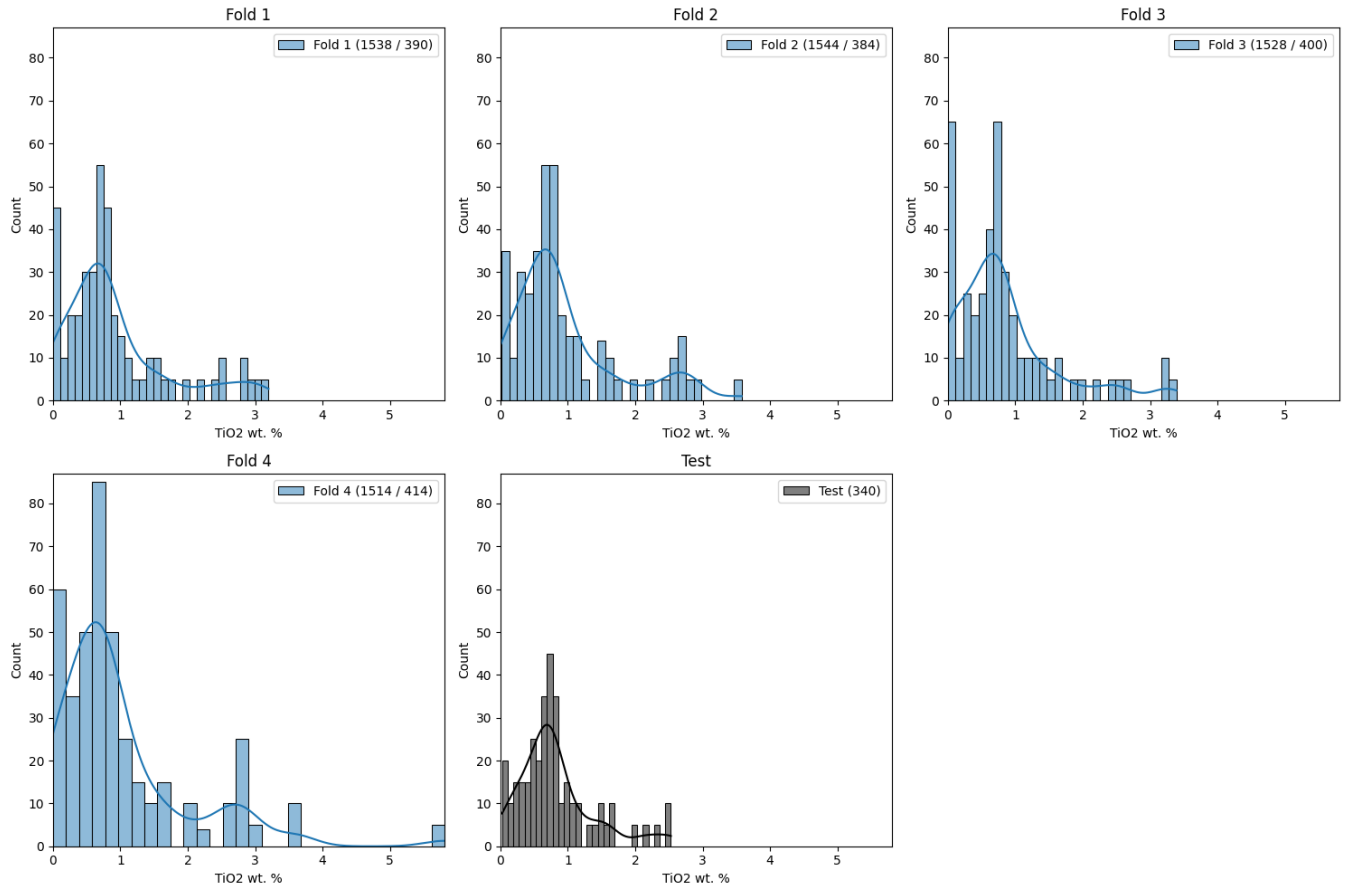 Fold 1
Fold 2
Fold 3
Fold 1 (1538 / 390)
Fold 2 (1544 / 384)
Fold 3 (1528 / 400)
80
70
60
50
40
30
20
10
0
Count
0 1 2 3 4 5
TiO2 wt. %
80
70
60
50
40
30
20
10
0
Count
0 1 2 3 4 5
TiO2 wt. %
80
70
60
50
40
30
20
10
0
Count
0 1 2 3 4 5
TiO2 wt. %
Fold 4
Test
Fold 4 (1514 / 414)
Test (340)
80
70
60
50
40
30
20
10
0
Count
0 1 2 3 4 5
TiO2 wt. %
80
70
60
50
40
30
20
10
0
Count
0 1 2 3 4 5
TiO2 wt. %